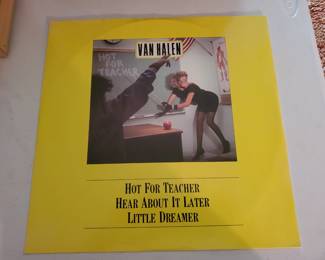 VAN HALEN
HOT
FOR
TEACHER
HOT FOR TEACHER
HEAR ABOUT IT LATER
LITTLE DREAMER